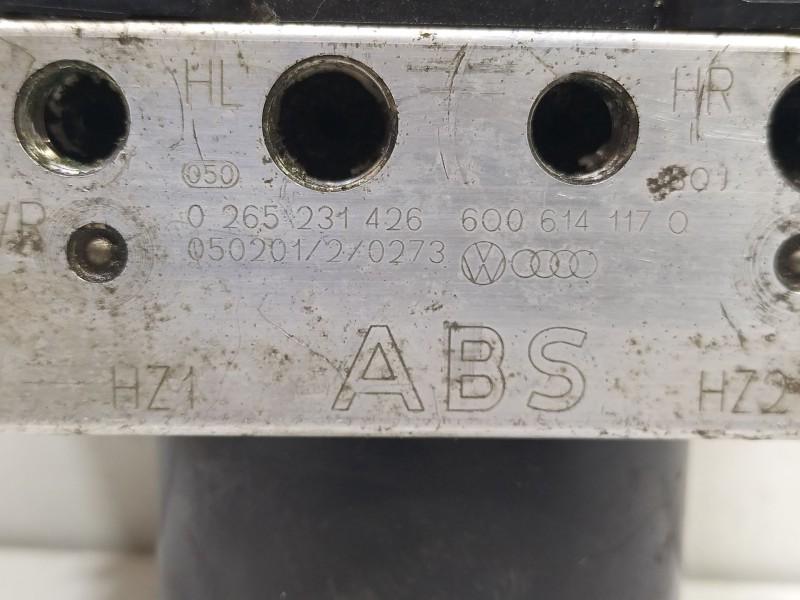 HL HR
050
0 265 231 426 6Q0 614 117 Q
050201/2/0273
HZ1 ABS HZ2